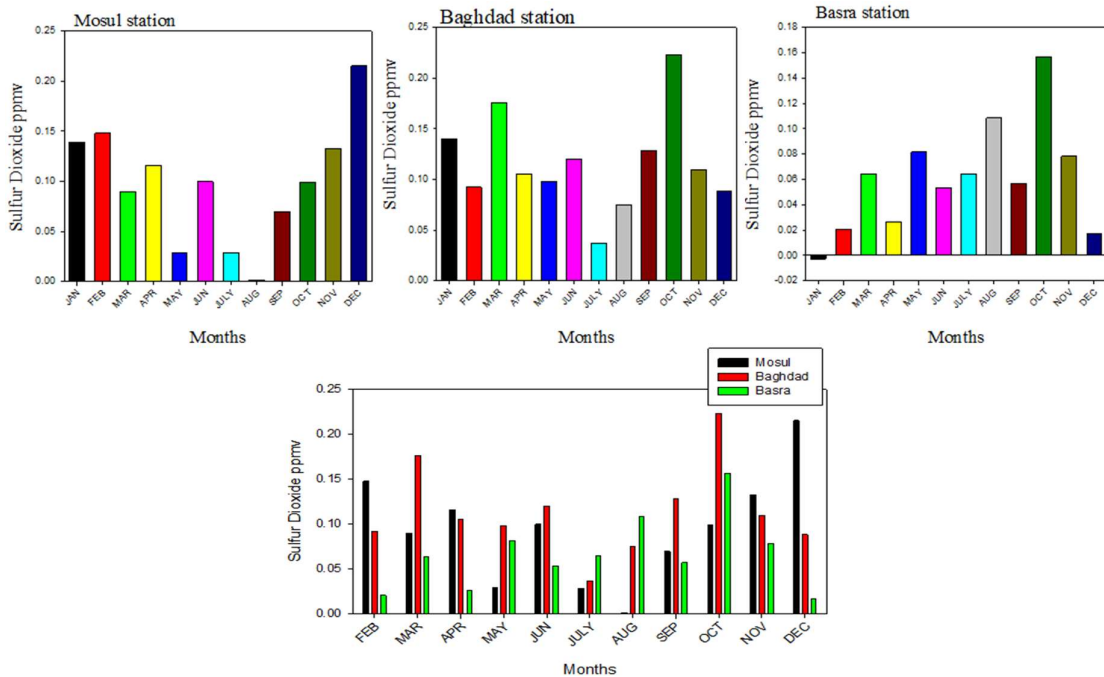 Mosul station
Sulfur Dioxide ppmv
0.25
0.20
0.15
0.10
0.05
0.00
JAN FEB MAR APR MAY JUN JULY AUG SEP OCT NOV DEC
Months
Baghdad station
Sulfur Dioxide ppmv
0.25
0.20
0.15
0.10
0.05
0.00
JAN FEB MAR APR MAY JUN JULY AUG SEP OCT NOV DEC
Months
Basra station
Sulfur Dioxide ppmv
0.18
0.16
0.14
0.12
0.10
0.08
0.06
0.04
0.02
0.00
-0.02
JAN FEB MAR APR MAY JUN JULY AUG SEP OCT NOV DEC
Months
Mosul
Baghdad
Basra
Sulfur Dioxide ppmv
0.25
0.20
0.15
0.10
0.05
0.00
FEB MAR APR MAY JUN JULY AUG SEP OCT NOV DEC
Months